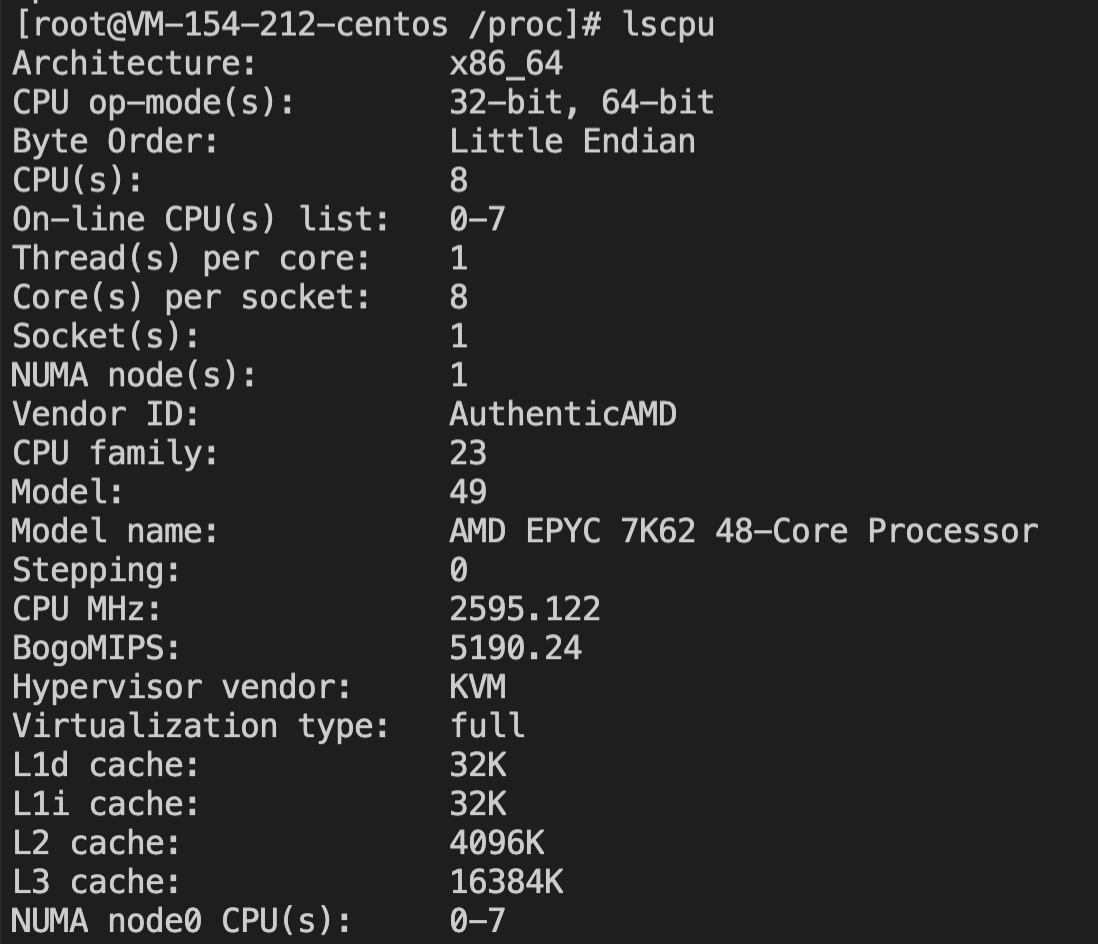 [root@VM-154-212-centos /proc]# lscpu
Architecture:          x86_64
CPU op-mode(s):        32-bit, 64-bit
Byte Order:            Little Endian
CPU(s):                8
On-line CPU(s) list:   0-7
Thread(s) per core:    1
Core(s) per socket:    8
Socket(s):             1
NUMA node(s):          1
Vendor ID:             AuthenticAMD
CPU family:            23
Model:                 49
Model name:            AMD EPYC 7K62 48-Core Processor
Stepping:              0
CPU MHz:               2595.122
BogoMIPS:              5190.24
Hypervisor vendor:     KVM
Virtualization type:   full
L1d cache:             32K
L1i cache:             32K
L2 cache:              4096K
L3 cache:              16384K
NUMA node0 CPU(s):     0-7